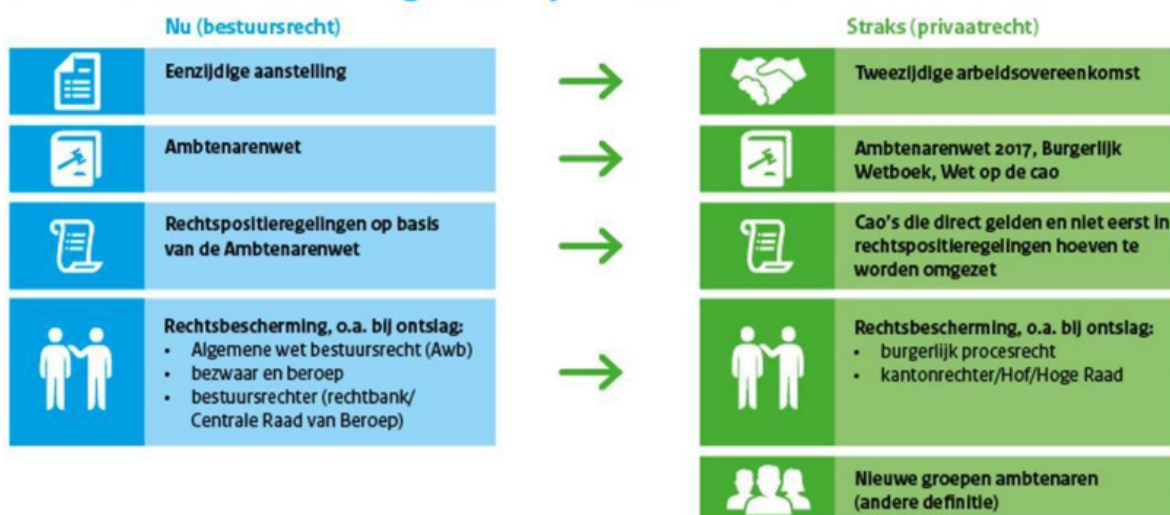 Nu (bestuursrecht)
Eenzijdige aanstelling
Ambtenarenwet
Rechtspositieregelingen op basis
van de Ambtenarenwet
Rechtsbescherming, o.a. bij ontslag:
• Algemene wet bestuursrecht (Awb)
• bezwaar en beroep
• bestuursrechter (rechtbank/
Centrale Raad van Beroep)
Straks (privaatrecht)
Tweezijdige arbeidsovereenkomst
Ambtenarenwet 2017, Burgerlijk
Wetboek, Wet op de cao
Cao's die direct gelden en niet eerst in
rechtspositieregelingen hoeven te
worden omgezet
Rechtsbescherming, o.a. bij ontslag:
• burgerlijk procesrecht
• kantonrechter/Hof/Hoge Raad
Nieuwe groepen ambtenaren
(andere definitie)